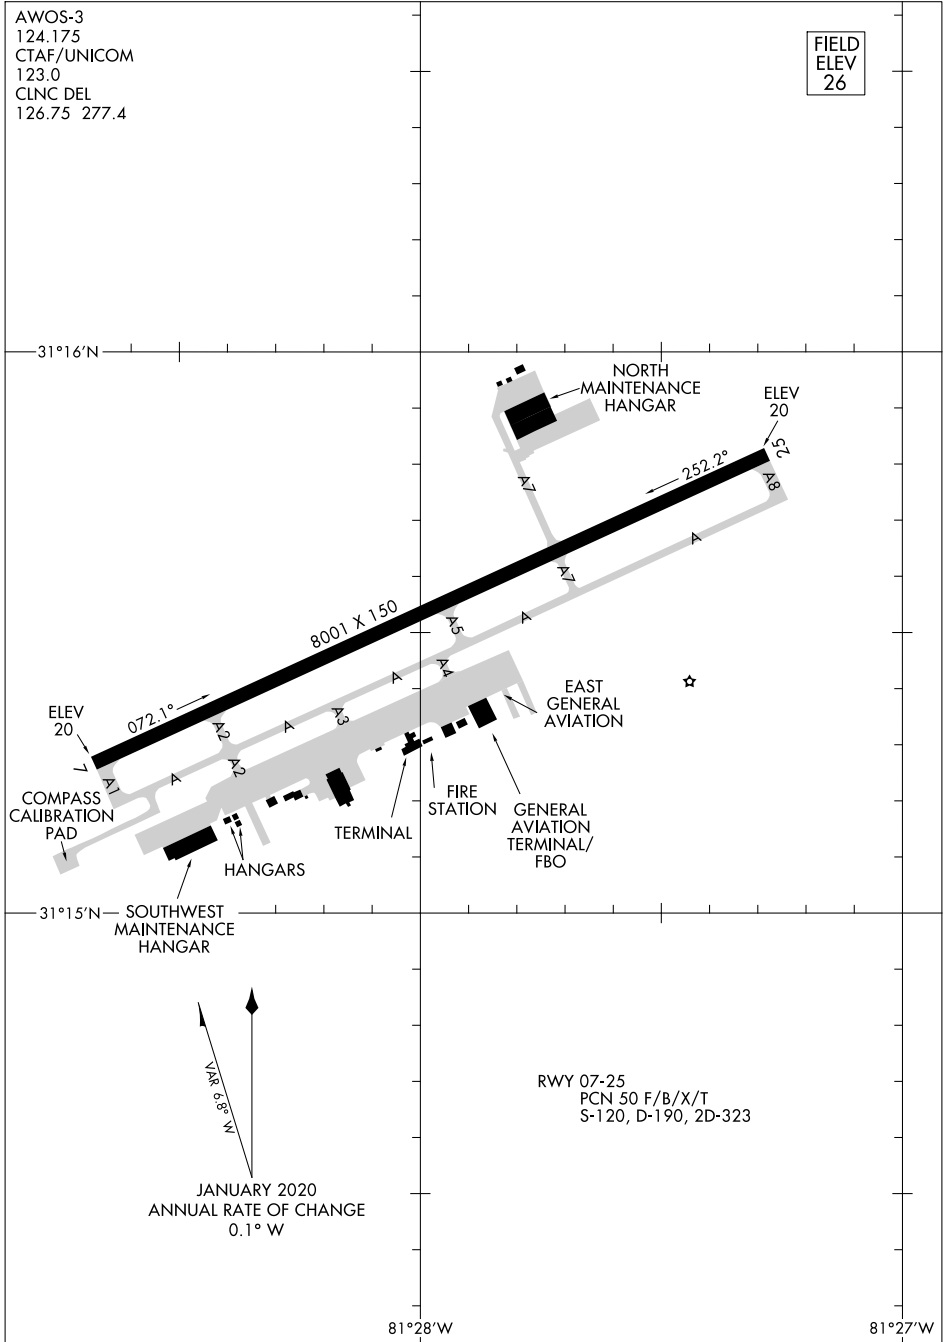 AWOS-3
124.175
CTAF/UNICOM
123.0
CLNC DEL
126.75 277.4
FIELD
ELEV
26
31°16'N
NORTH
MAINTENANCE
HANGAR
ELEV
20
25
252.2°
A8
A7
A
A7
8001 X 150
A5
A
A4
A
EAST
GENERAL
AVIATION
ELEV
20
072.1°
A2
A
A3
7
A1
A
A2
COMPASS
CALIBRATION
PAD
TERMINAL
FIRE
STATION
GENERAL
AVIATION
TERMINAL/
FBO
HANGARS
31°15'N
SOUTHWEST
MAINTENANCE
HANGAR
VAR 6.8° W
JANUARY 2020
ANNUAL RATE OF CHANGE
0.1° W
RWY 07-25
PCN 50 F/B/X/T
S-120, D-190, 2D-323
81°28'W
81°27'W